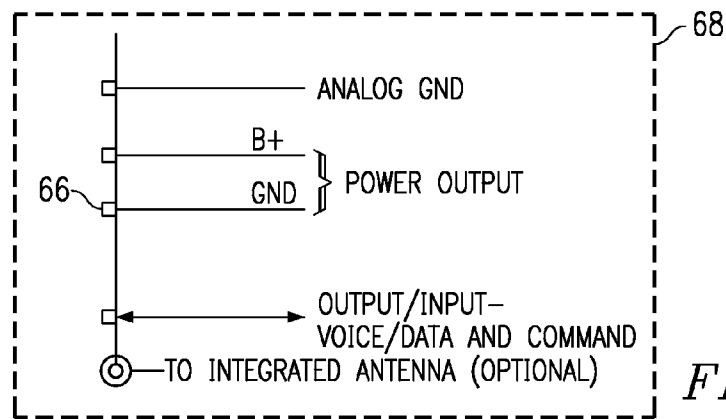 68
ANALOG GND
B+
66
GND
POWER OUTPUT
OUTPUT/INPUT-
VOICE/DATA AND COMMAND
TO INTEGRATED ANTENNA (OPTIONAL)